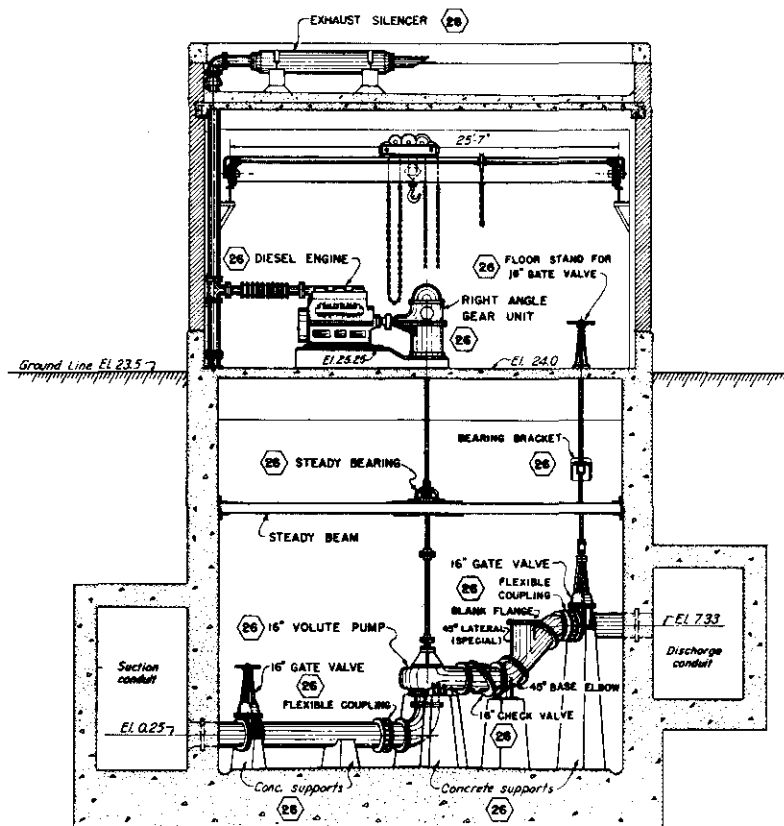 EXHAUST SILENCER 26
25'-7"
26 DIESEL ENGINE
26 FLOOR STAND FOR
16" GATE VALVE
RIGHT ANGLE
GEAR UNIT
26
El. 25.25
El. 24.0
Ground Line El. 23.5
BEARING BRACKET
26
26 STEADY BEARING
STEADY BEAM
16" GATE VALVE
26 FLEXIBLE
COUPLING
BLANK FLANGE
45° LATERAL
(SPECIAL)
El. 7.33
26 16" VOLUTE PUMP
Suction
conduit
Discharge
conduit
16" GATE VALVE
26
FLEXIBLE COUPLING
45° BASE ELBOW
16" CHECK VALVE
26
El. 0.25
Conc. supports
26
Concrete supports
26